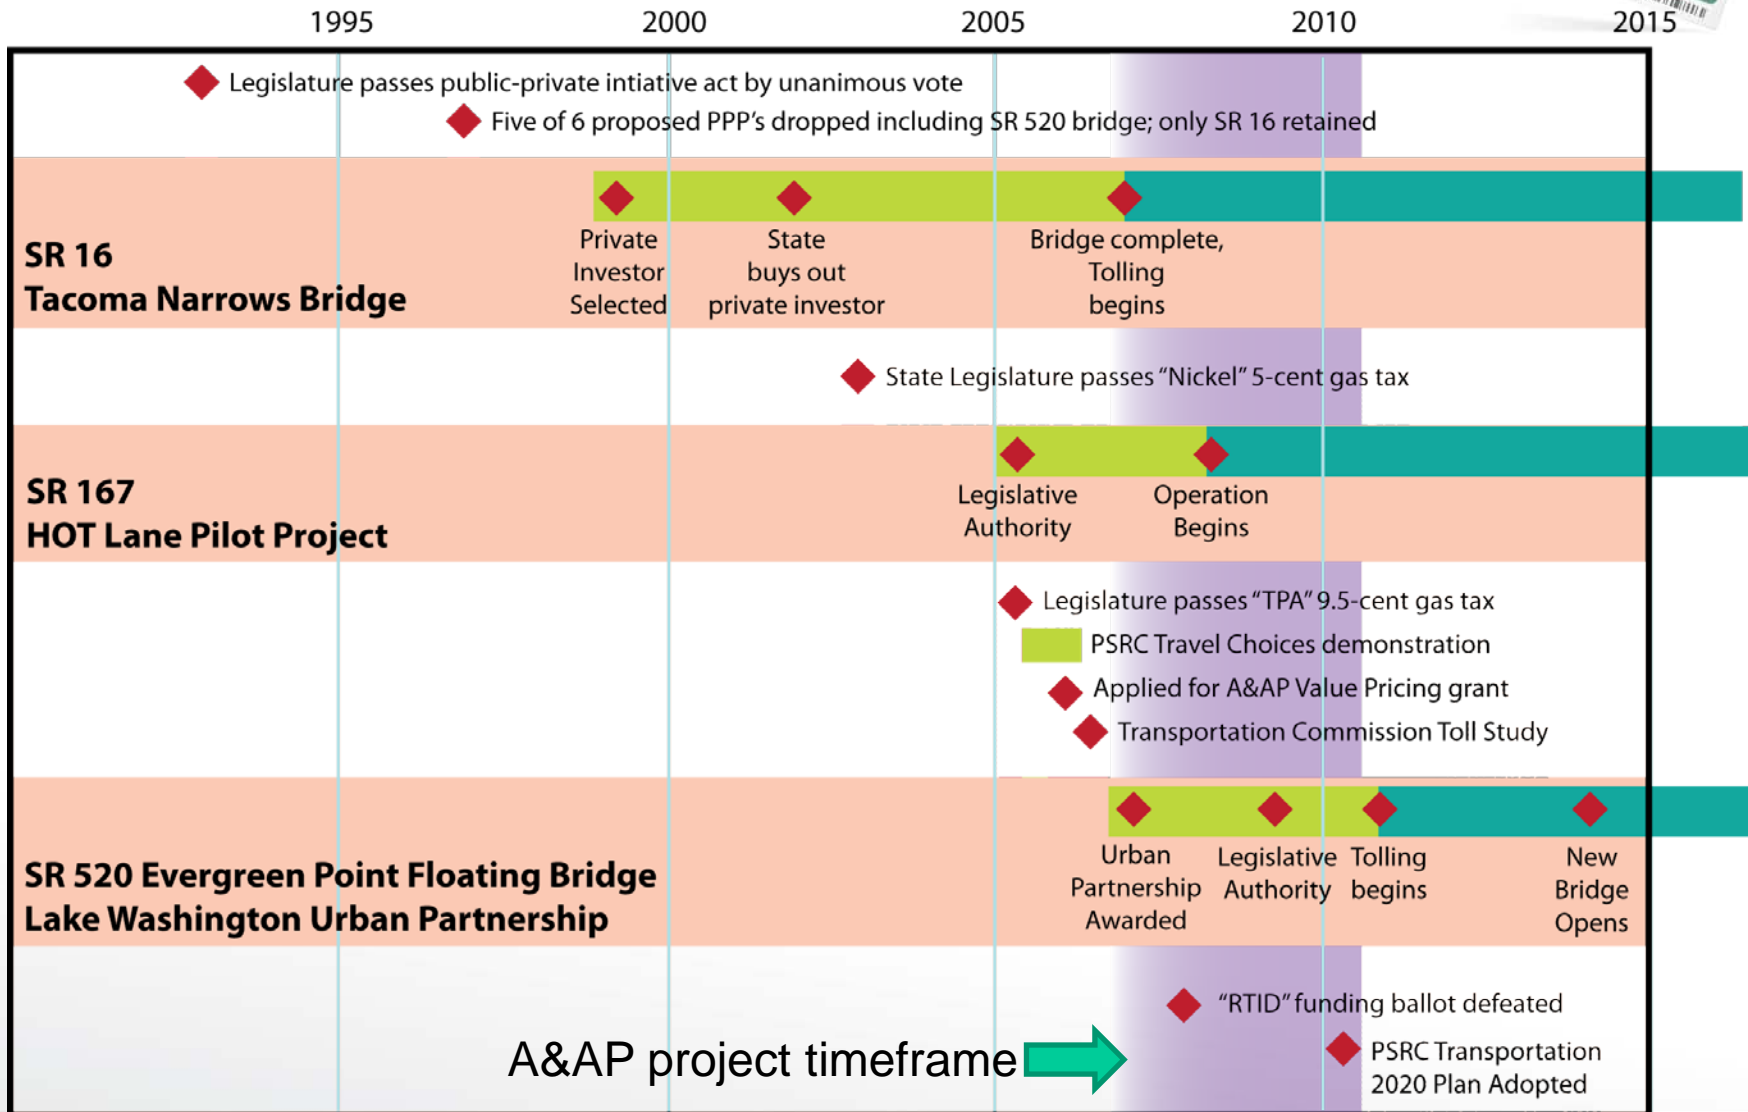 1995 2000 2005 2010 2015
Legislature passes public-private intiative act by unanimous vote
Five of 6 proposed PPP's dropped including SR 520 bridge; only SR 16 retained
SR 16
Tacoma Narrows Bridge
Private
Investor
Selected
State
buys out
private investor
Bridge complete,
Tolling
begins
State Legislature passes “Nickel” 5-cent gas tax
SR 167
HOT Lane Pilot Project
Legislative
Authority
Operation
Begins
Legislature passes “TPA” 9.5-cent gas tax
PSRC Travel Choices demonstration
Applied for A&AP Value Pricing grant
Transportation Commission Toll Study
SR 520 Evergreen Point Floating Bridge
Lake Washington Urban Partnership
Urban
Partnership
Awarded
Legislative
Authority
Tolling
begins
New
Bridge
Opens
“RTID” funding ballot defeated
A&AP project timeframe
PSRC Transportation
2020 Plan Adopted